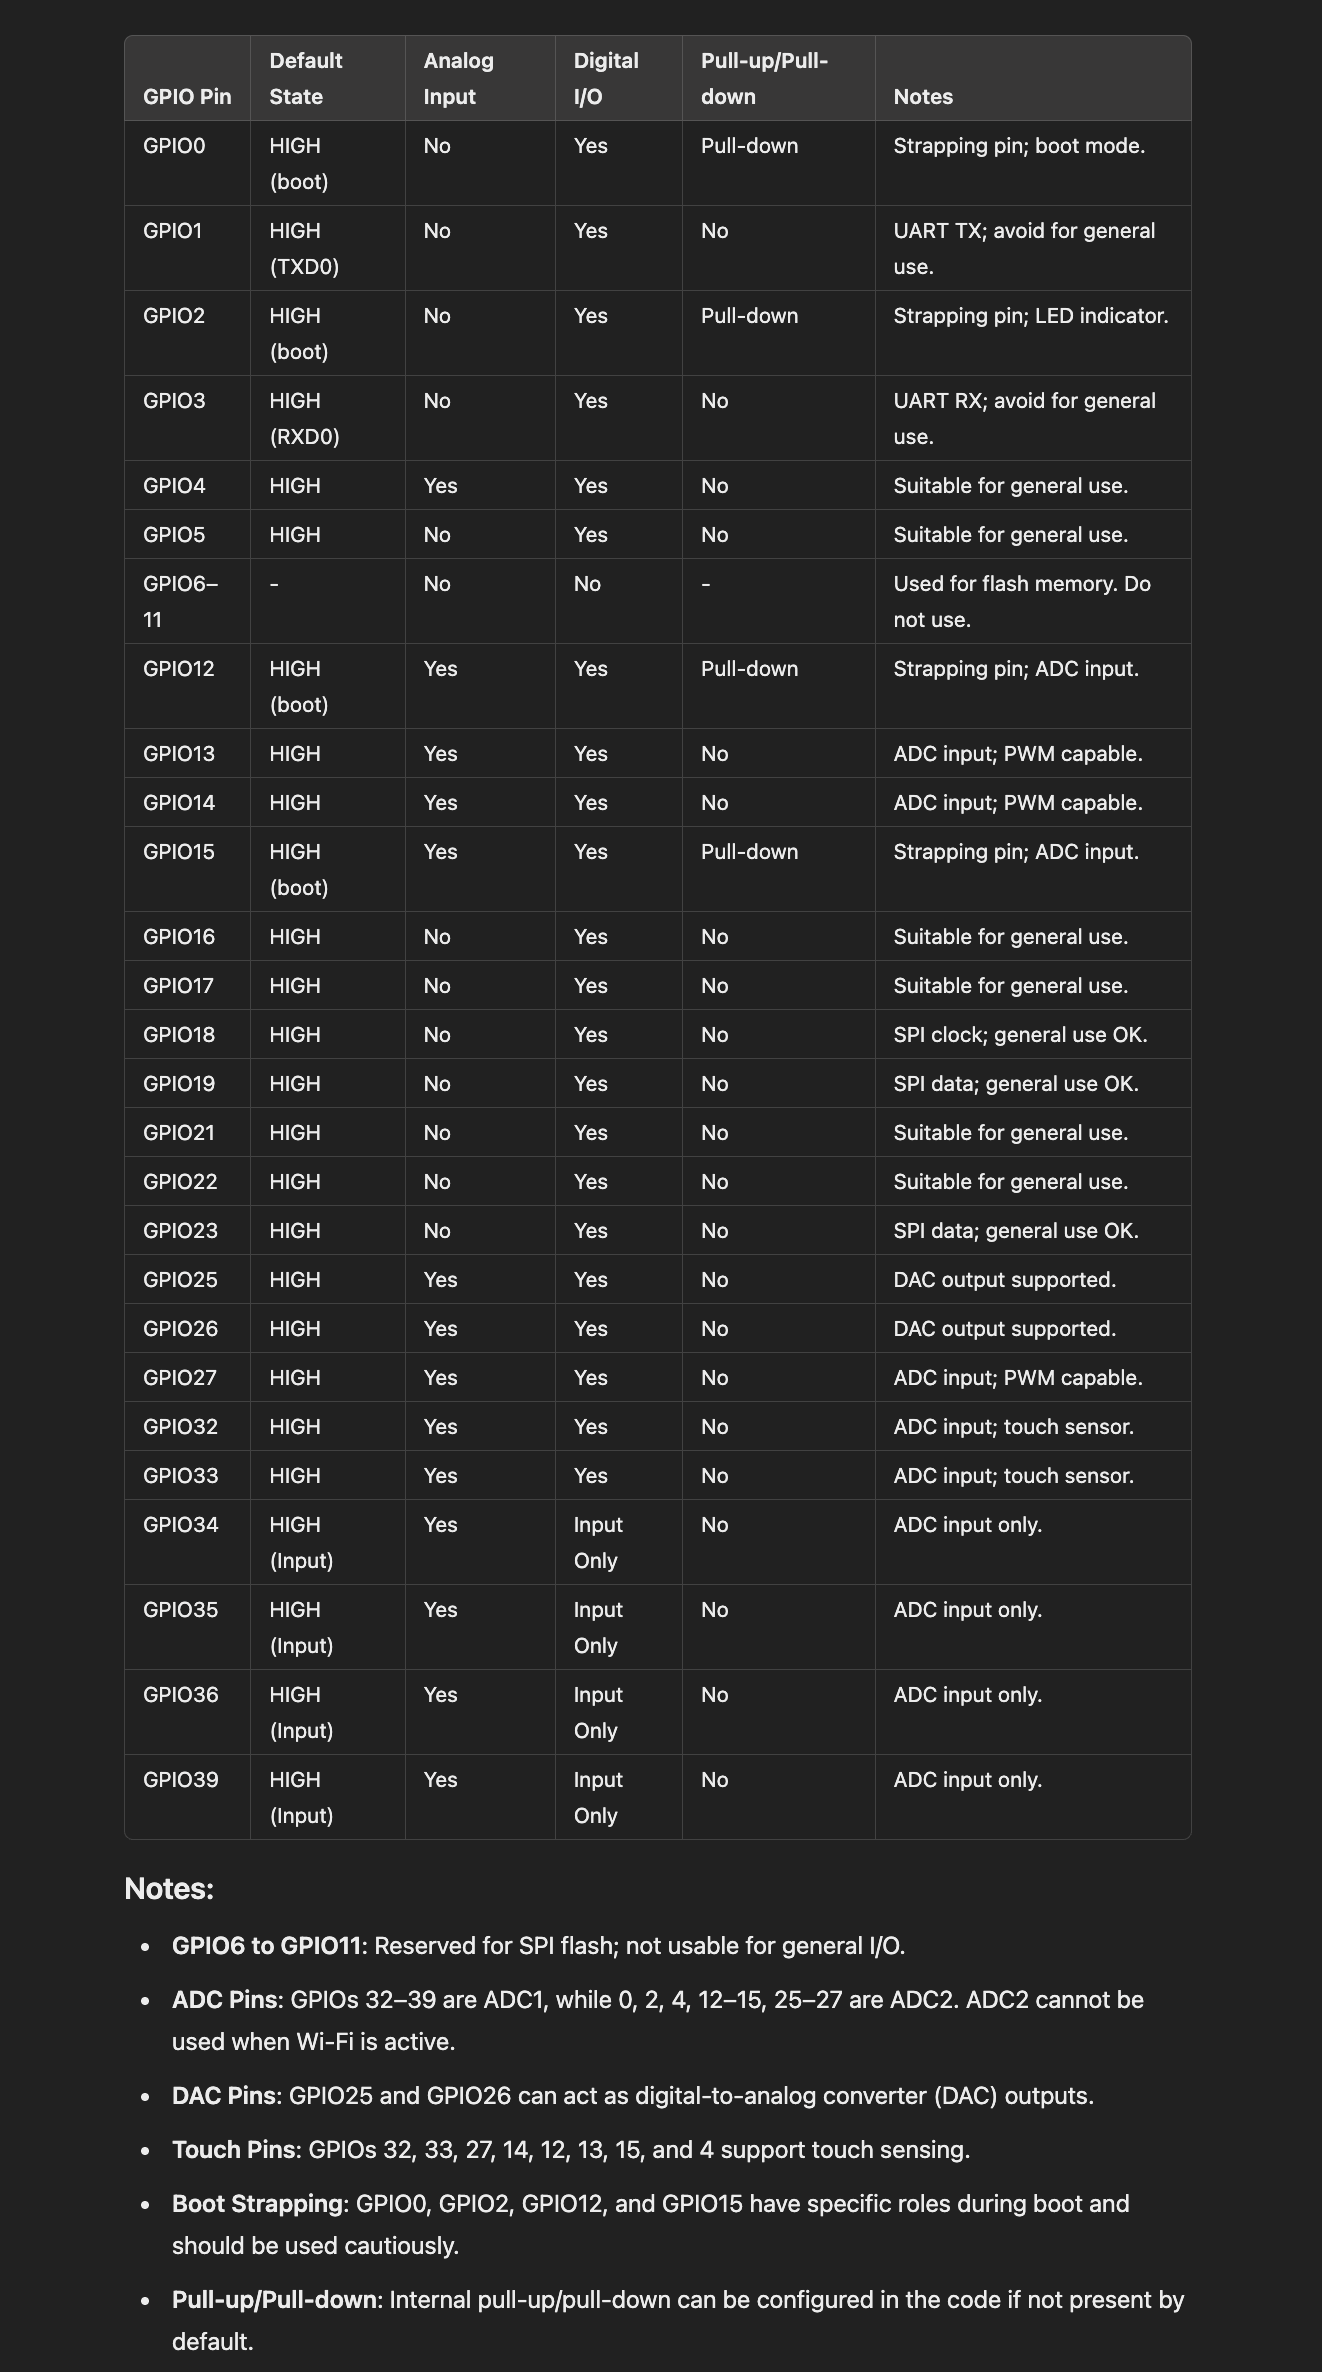 GPIO Pin Default State Analog Input Digital I/O Pull-up/Pull-down Notes
GPIO0 HIGH (boot) No Yes Pull-down Strapping pin; boot mode.
GPIO1 HIGH (TXD0) No Yes No UART TX; avoid for general use.
GPIO2 HIGH (boot) No Yes Pull-down Strapping pin; LED indicator.
GPIO3 HIGH (RXD0) No Yes No UART RX; avoid for general use.
GPIO4 HIGH Yes Yes No Suitable for general use.
GPIO5 HIGH No Yes No Suitable for general use.
GPIO6–11 - No No - Used for flash memory. Do not use.
GPIO12 HIGH (boot) Yes Yes Pull-down Strapping pin; ADC input.
GPIO13 HIGH Yes Yes No ADC input; PWM capable.
GPIO14 HIGH Yes Yes No ADC input; PWM capable.
GPIO15 HIGH (boot) Yes Yes Pull-down Strapping pin; ADC input.
GPIO16 HIGH No Yes No Suitable for general use.
GPIO17 HIGH No Yes No Suitable for general use.
GPIO18 HIGH No Yes No SPI clock; general use OK.
GPIO19 HIGH No Yes No SPI data; general use OK.
GPIO21 HIGH No Yes No Suitable for general use.
GPIO22 HIGH No Yes No Suitable for general use.
GPIO23 HIGH No Yes No SPI data; general use OK.
GPIO25 HIGH Yes Yes No DAC output supported.
GPIO26 HIGH Yes Yes No DAC output supported.
GPIO27 HIGH Yes Yes No ADC input; PWM capable.
GPIO32 HIGH Yes Yes No ADC input; touch sensor.
GPIO33 HIGH Yes Yes No ADC input; touch sensor.
GPIO34 HIGH (Input) Yes Input Only No ADC input only.
GPIO35 HIGH (Input) Yes Input Only No ADC input only.
GPIO36 HIGH (Input) Yes Input Only No ADC input only.
GPIO39 HIGH (Input) Yes Input Only No ADC input only.
Notes:
• GPIO6 to GPIO11: Reserved for SPI flash; not usable for general I/O.
• ADC Pins: GPIOs 32–39 are ADC1, while 0, 2, 4, 12–15, 25–27 are ADC2. ADC2 cannot be
used when Wi-Fi is active.
• DAC Pins: GPIO25 and GPIO26 can act as digital-to-analog converter (DAC) outputs.
• Touch Pins: GPIOs 32, 33, 27, 14, 12, 13, 15, and 4 support touch sensing.
• Boot Strapping: GPIO0, GPIO2, GPIO12, and GPIO15 have specific roles during boot and
should be used cautiously.
• Pull-up/Pull-down: Internal pull-up/pull-down can be configured in the code if not present by
default.